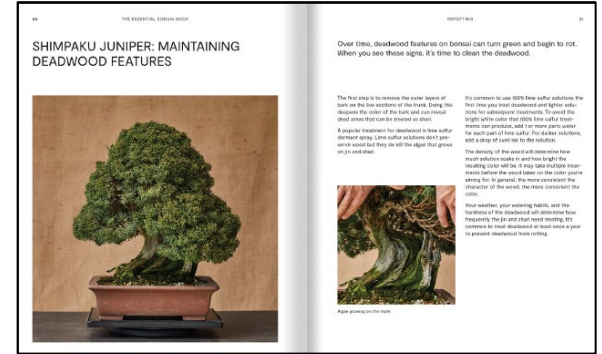 THE ESSENTIAL BONSAI BOOK
SHIMPAKU JUNIPER: MAINTAINING
DEADWOOD FEATURES
REPOTTING
Over time, deadwood features on bonsai can turn green and begin to rot.
When you see these signs, it's time to clean the deadwood.
The first step is to remove the outer layers of
bark on the live sections of the trunk. Doing this
deepens the color of the bark and can reveal
dead areas that can be treated as shari.
A popular treatment for deadwood is lime sulfur
dormant spray. Lime sulfur solutions don't pre-
serve wood but they do kill the algae that grows
on jin and shari.
It's common to use 100% lime sulfur solutions the
first time you treat deadwood and lighter solu-
tions for subsequent treatments. To avoid the
bright white color that 100% lime sulfur treat-
ments can produce, add 1 or more parts water
for each part of lime sulfur. For darker solutions,
add a drop of sumi ink to the solution.
The density of the wood will determine how
much solution soaks in and how bright the
resulting color will be. It may take multiple treat-
ments before the wood takes on the color you're
aiming for. In general, the more consistent the
character of the wood, the more consistent the
color.
Your weather, your watering habits, and the
hardness of the deadwood will determine how
frequently the jin and shari need treating. It's
common to treat deadwood at least once a year
to prevent deadwood from rotting.
Algae growing on the trunk